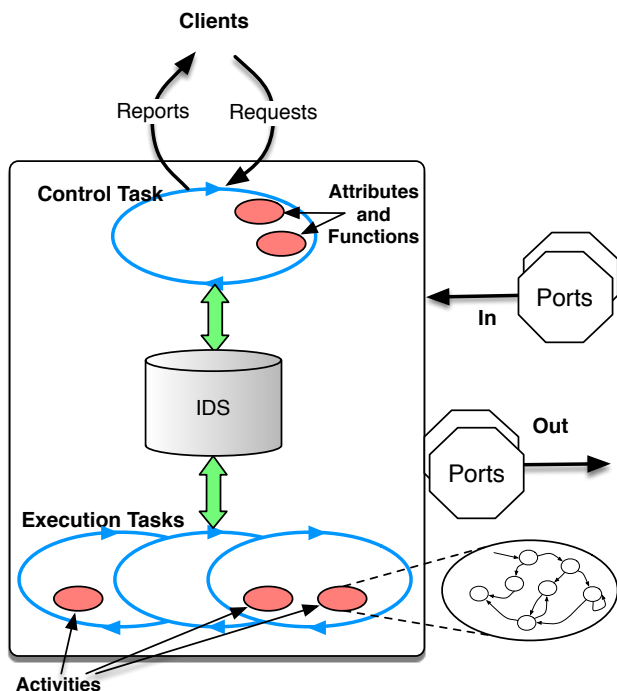 Clients
Reports
Requests
Control Task
Attributes
and
Functions
Ports
In
IDS
Out
Ports
Execution Tasks
Activities